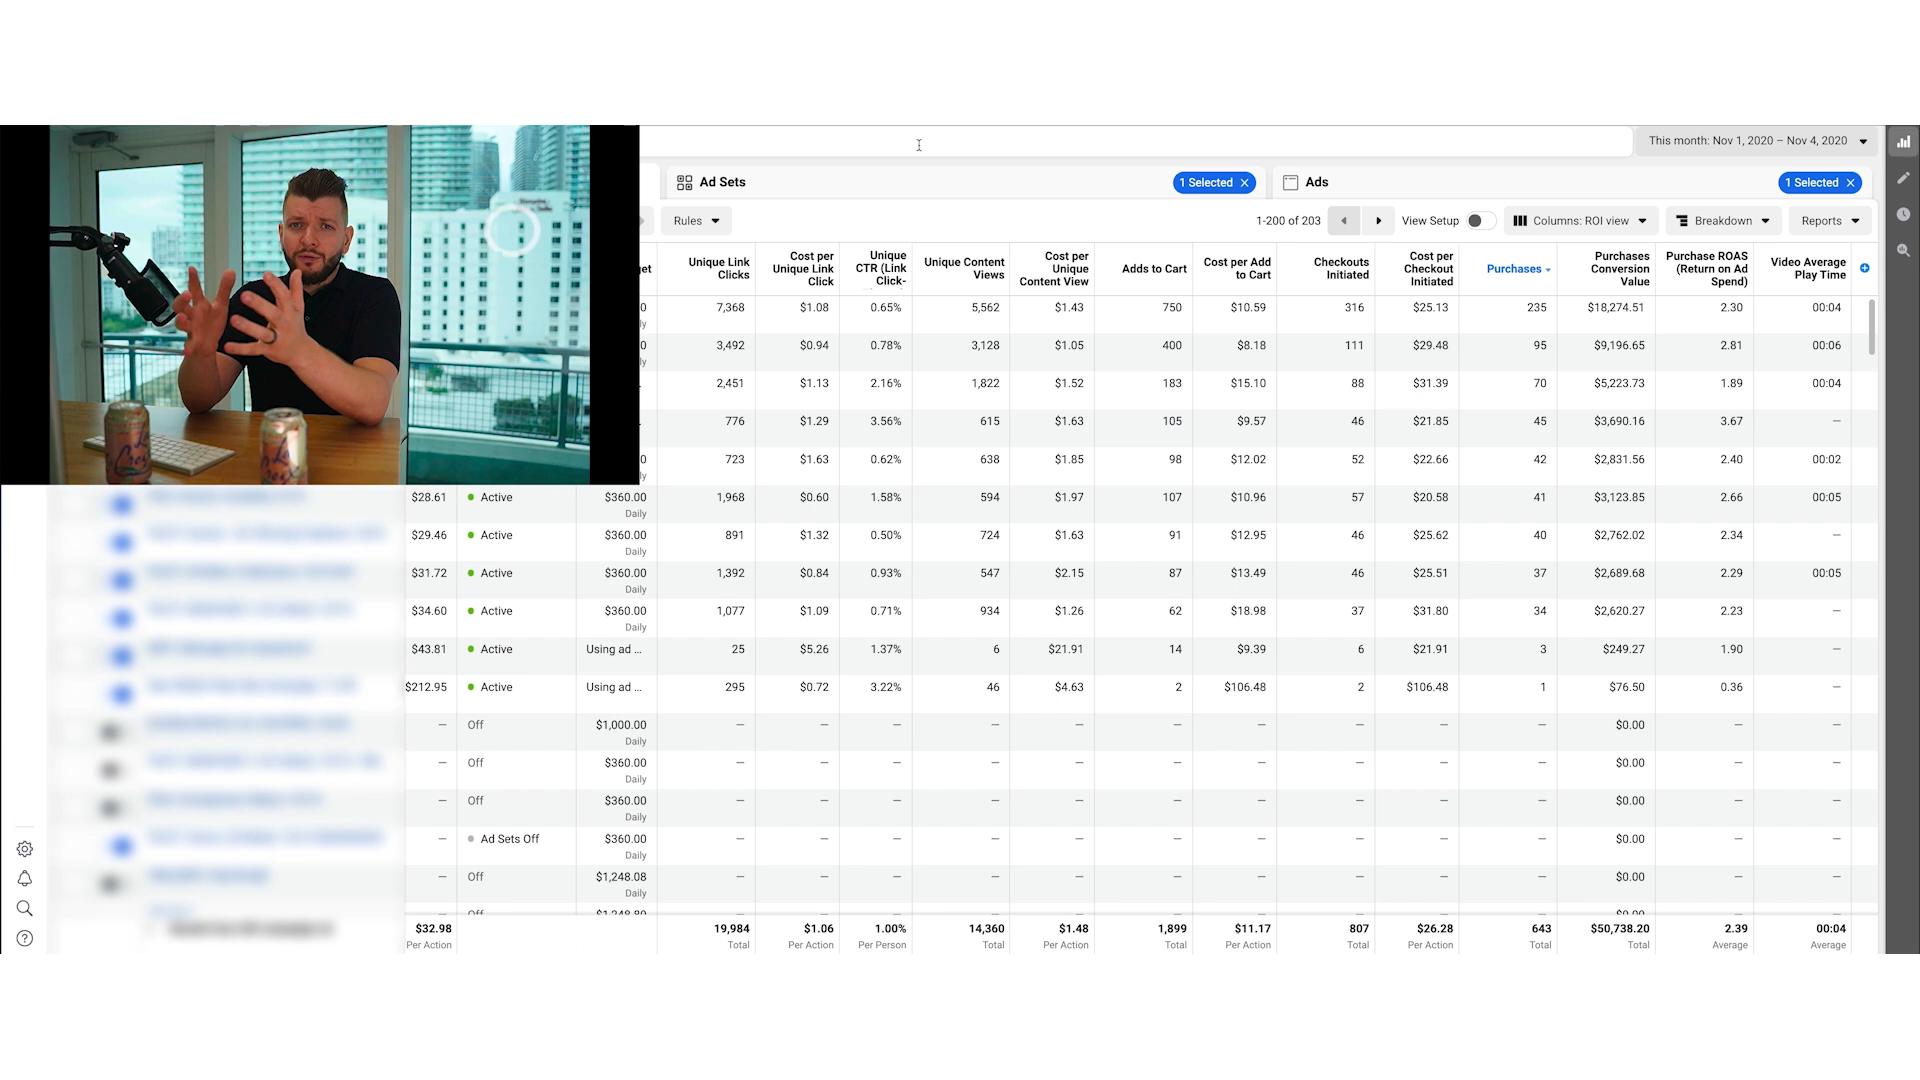 This month: Nov 1, 2020 – Nov 4, 2020
Ad Sets
1 Selected
Ads
1 Selected
Rules
1-200 of 203
View Setup
Columns: ROI view
Breakdown
Reports
Unique Link Clicks
Cost per Unique Link Click
Unique CTR (Link Click-
Unique Content Views
Cost per Unique Content View
Adds to Cart
Cost per Add to Cart
Checkouts Initiated
Cost per Checkout Initiated
Purchases
Purchases Conversion Value
Purchase ROAS (Return on Ad Spend)
Video Average Play Time
7,368 $1.08 0.65% 5,562 $1.43 750 $10.59 316 $25.13 235 $18,274.51 2.30 00:04
3,492 $0.94 0.78% 3,128 $1.05 400 $8.18 111 $29.48 95 $9,196.65 2.81 00:06
2,451 $1.13 2.16% 1,822 $1.52 183 $15.10 88 $31.39 70 $5,223.73 1.89 00:04
776 $1.29 3.56% 615 $1.63 105 $9.57 46 $21.85 45 $3,690.16 3.67 —
723 $1.63 0.62% 638 $1.85 98 $12.02 52 $22.66 42 $2,831.56 2.40 00:02
$28.61 Active $360.00 1,968 $0.60 1.58% 594 $1.97 107 $10.96 57 $20.58 41 $3,123.85 2.66 00:05
Daily
$29.46 Active $360.00 891 $1.32 0.50% 724 $1.63 91 $12.95 46 $25.62 40 $2,762.02 2.34 —
Daily
$31.72 Active $360.00 1,392 $0.84 0.93% 547 $2.15 87 $13.49 46 $25.51 37 $2,689.68 2.29 00:05
Daily
$34.60 Active $360.00 1,077 $1.09 0.71% 934 $1.26 62 $18.98 37 $31.80 34 $2,620.27 2.23 —
Daily
$43.81 Active Using ad ... 25 $5.26 1.37% 6 $21.91 14 $9.39 6 $21.91 3 $249.27 1.90 —
$212.95 Active Using ad ... 295 $0.72 3.22% 46 $4.63 2 $106.48 2 $106.48 1 $76.50 0.36 —
— Off $1,000.00 — — — — — — — — — — $0.00 — —
Daily
— Off $360.00 — — — — — — — — — — $0.00 — —
Daily
— Off $360.00 — — — — — — — — — — $0.00 — —
Daily
— Ad Sets Off $360.00 — — — — — — — — — — $0.00 — —
Daily
— Off $1,248.08 — — — — — — — — — — $0.00 — —
Daily
$32.98 19,984 $1.06 1.00% 14,360 $1.48 1,899 $11.17 807 $26.28 643 $50,738.20 2.39 00:04
Per Action Total Per Action Per Person Total Per Action Total Per Action Total Per Action Total Total Average Average